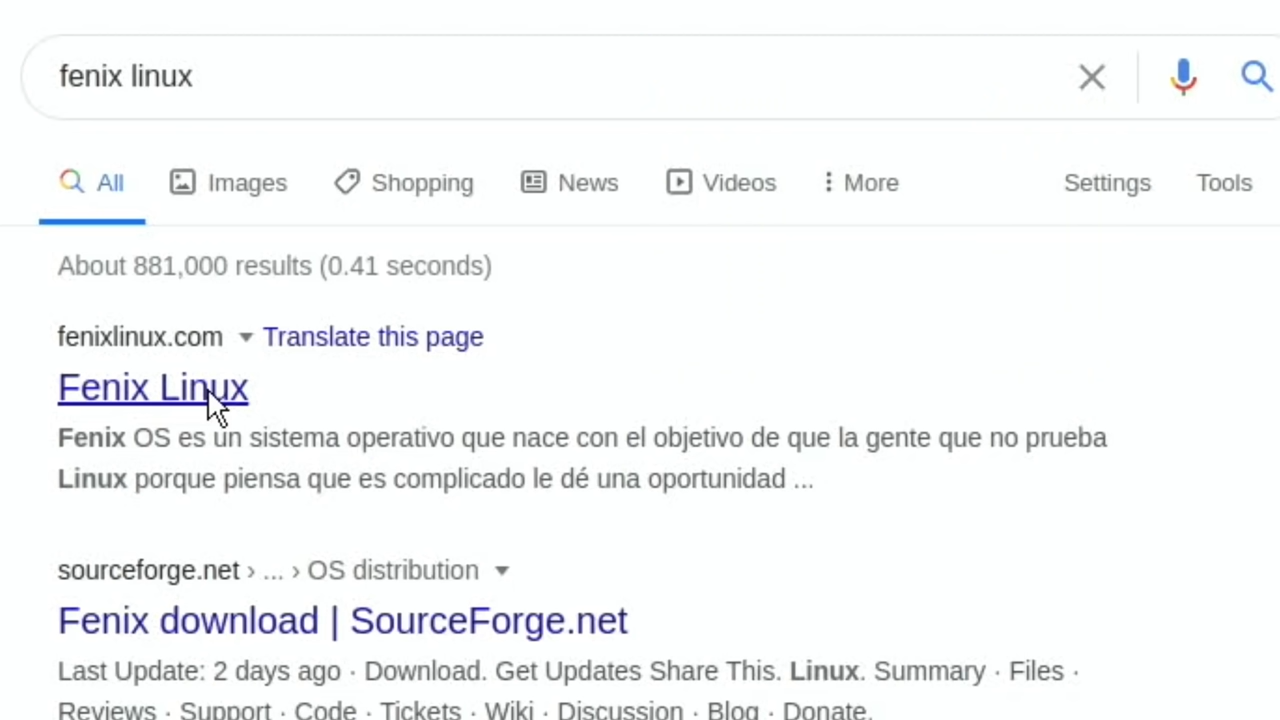 fenix linux
All Images Shopping News Videos More Settings Tools
About 881,000 results (0.41 seconds)
fenixlinux.com Translate this page
Fenix Linux
Fenix OS es un sistema operativo que nace con el objetivo de que la gente que no prueba
Linux porque piensa que es complicado le dé una oportunidad ...
sourceforge.net › ... › OS distribution
Fenix download | SourceForge.net
Last Update: 2 days ago · Download. Get Updates Share This. Linux. Summary · Files ·
Reviews · Support · Code · Tickets · Wiki · Discussion · Blog · Donate.